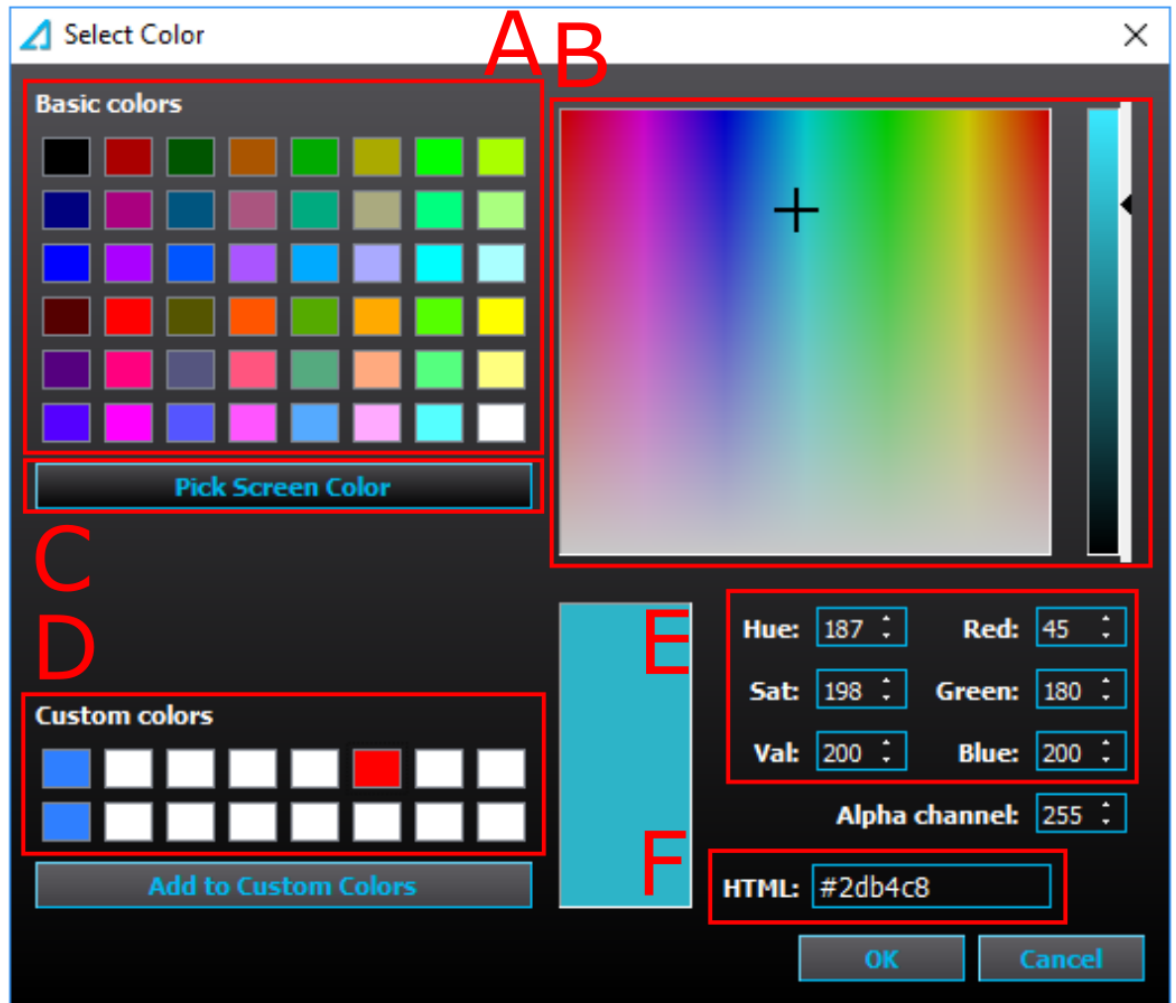 Select Color
A B
Basic colors
Pick Screen Color
C
D
Custom colors
Add to Custom Colors
E
Hue: 187 Red: 45
Sat: 198 Green: 180
Val: 200 Blue: 200
Alpha channel: 255
F
HTML: #2db4c8
OK Cancel